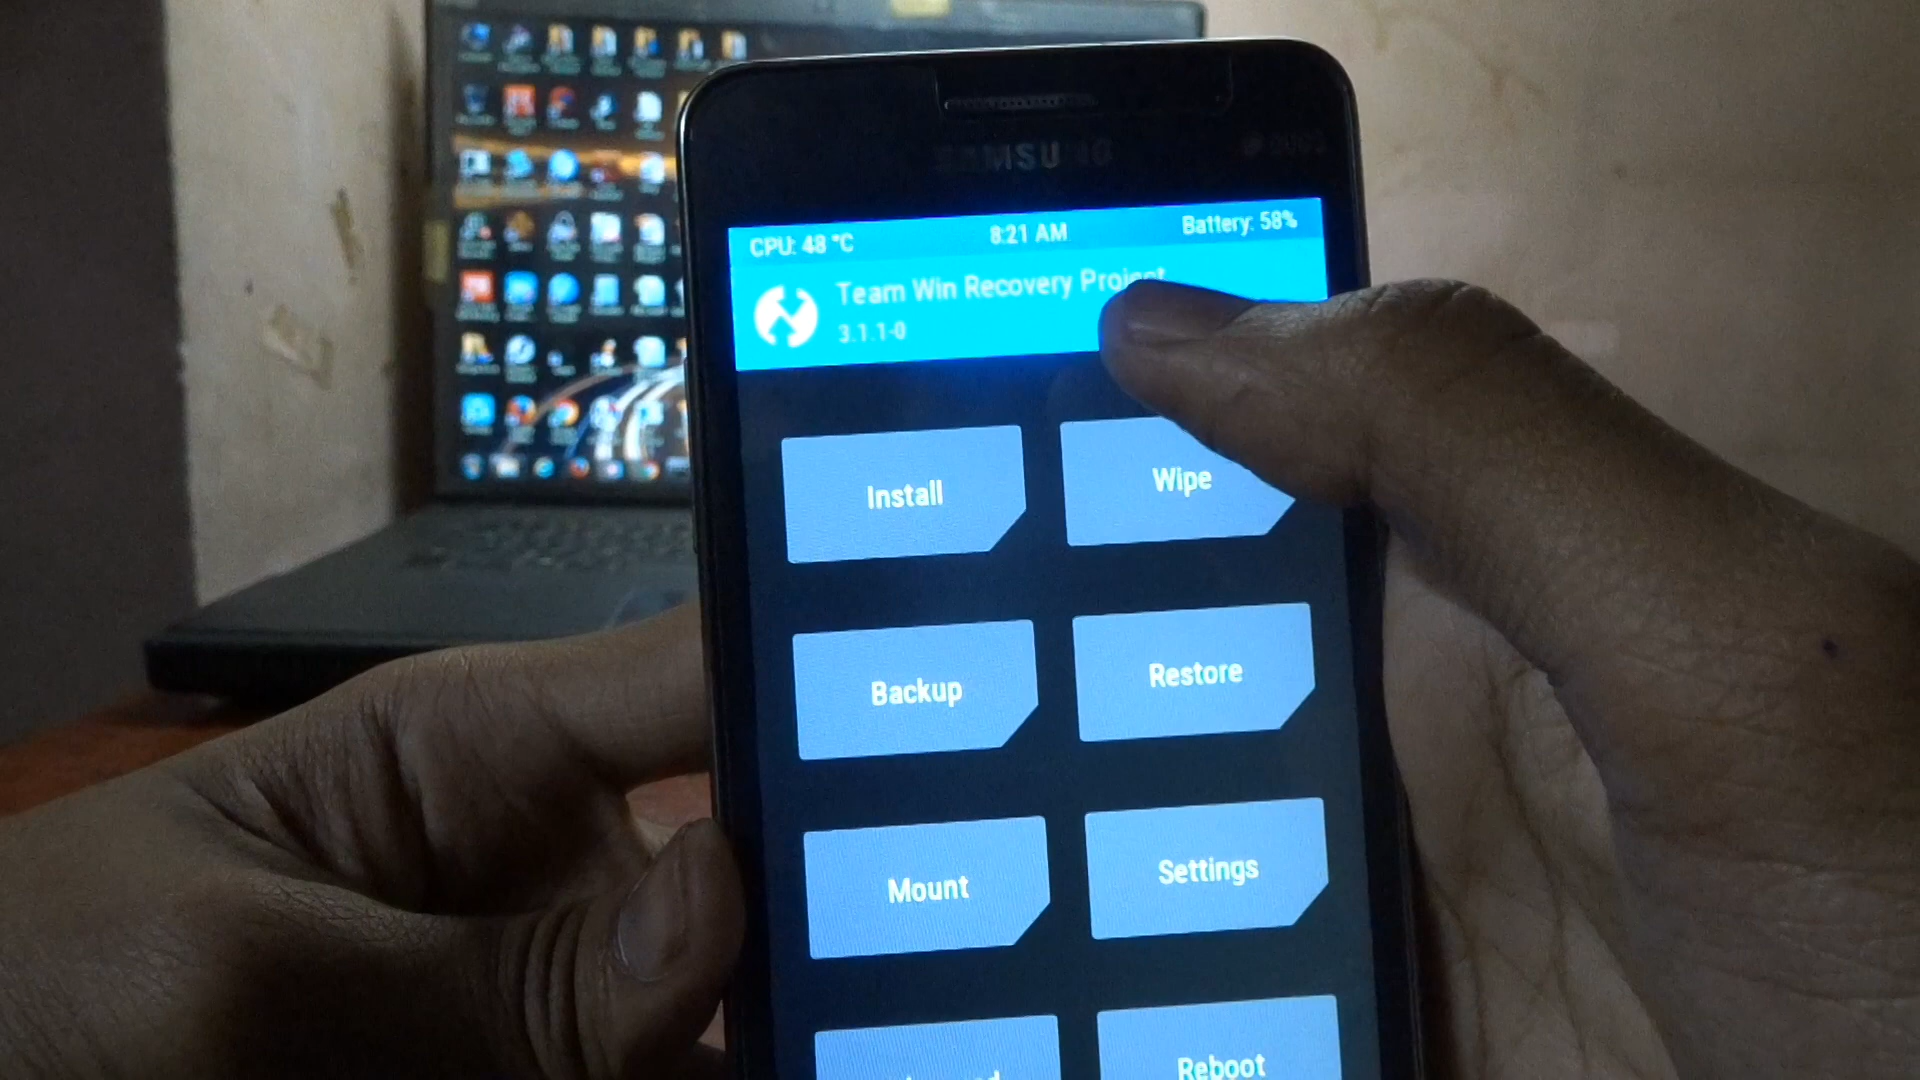 SAMSUNG
CPU: 48 °C 8:21 AM Battery: 58%
Team Win Recovery Project
3.1.1-0
Install Wipe
Backup Restore
Mount Settings
Reboot